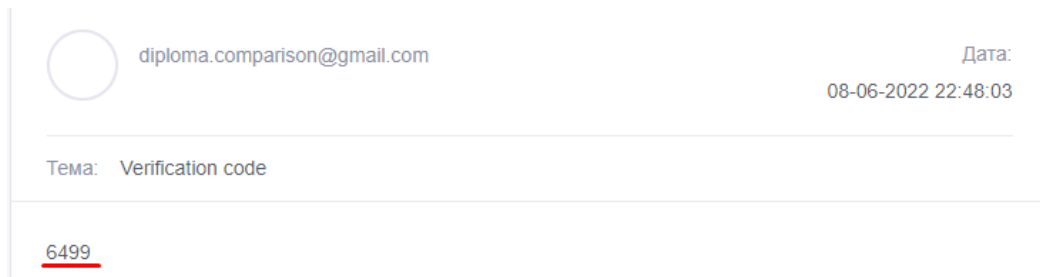 diploma.comparison@gmail.com
Дата:
08-06-2022 22:48:03
Тема: Verification code
6499